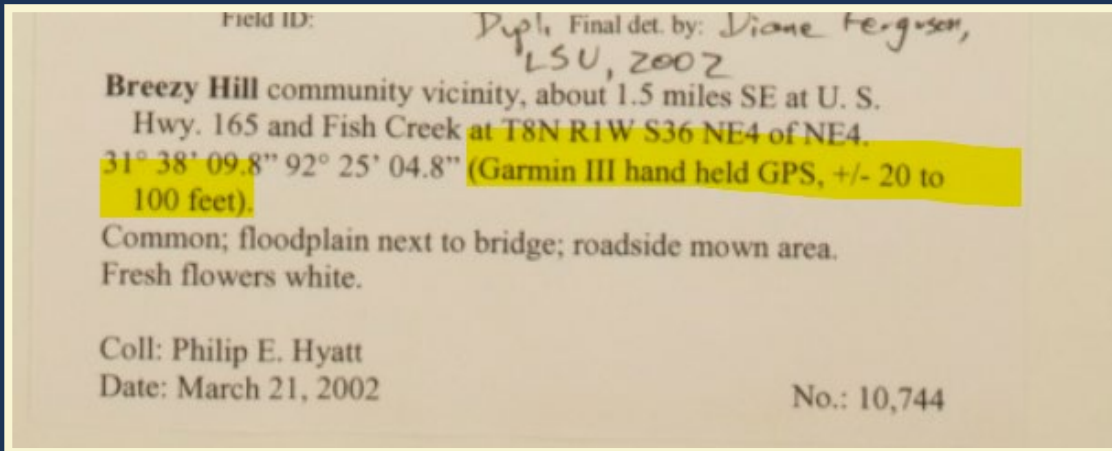 Field ID:
Dupl. Final det. by: Diane Ferguson,
LSU, 2002
Breezy Hill community vicinity, about 1.5 miles SE at U. S.
Hwy. 165 and Fish Creek at T8N R1W S36 NE4 of NE4.
31° 38’ 09.8” 92° 25’ 04.8” (Garmin III hand held GPS, +/- 20 to
100 feet).
Common; floodplain next to bridge; roadside mown area.
Fresh flowers white.
Coll: Philip E. Hyatt
Date: March 21, 2002
No.: 10,744